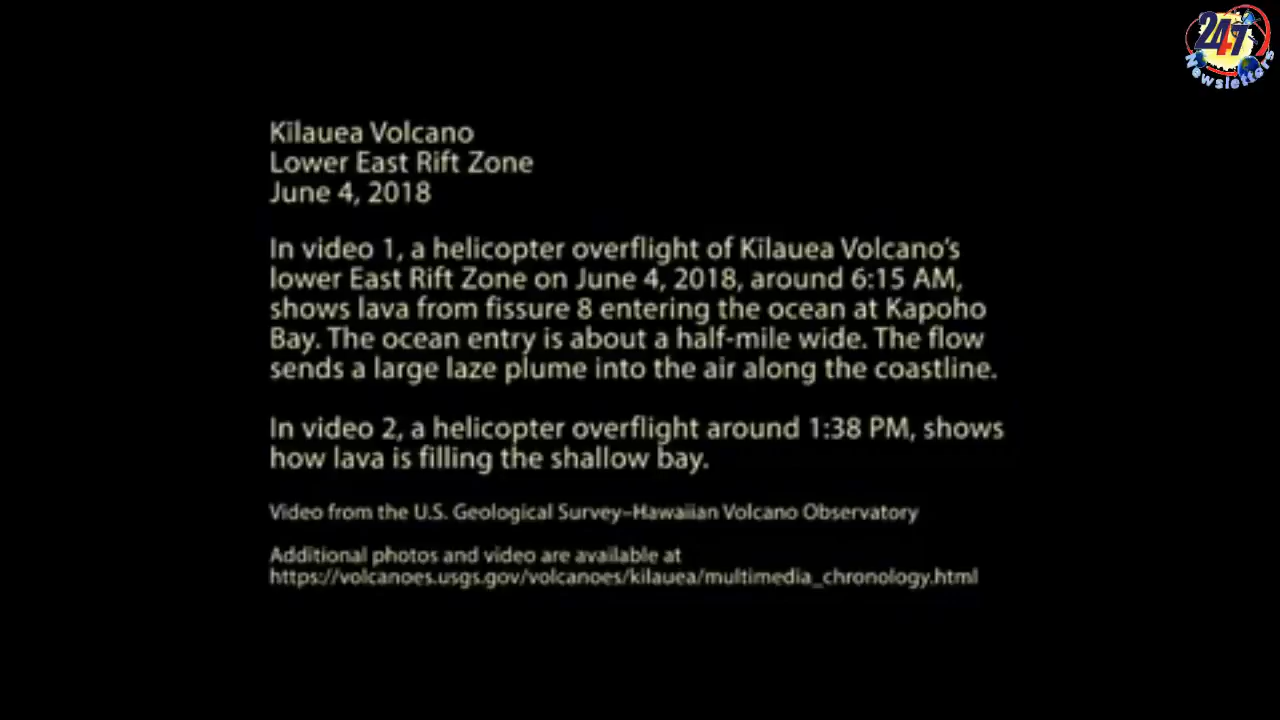 247
Newsletters
Kīlauea Volcano
Lower East Rift Zone
June 4, 2018
In video 1, a helicopter overflight of Kīlauea Volcano's
lower East Rift Zone on June 4, 2018, around 6:15 AM,
shows lava from fissure 8 entering the ocean at Kapoho
Bay. The ocean entry is about a half-mile wide. The flow
sends a large laze plume into the air along the coastline.
In video 2, a helicopter overflight around 1:38 PM, shows
how lava is filling the shallow bay.
Video from the U.S. Geological Survey–Hawaiian Volcano Observatory
Additional photos and video are available at
https://volcanoes.usgs.gov/volcanoes/kilauea/multimedia_chronology.html